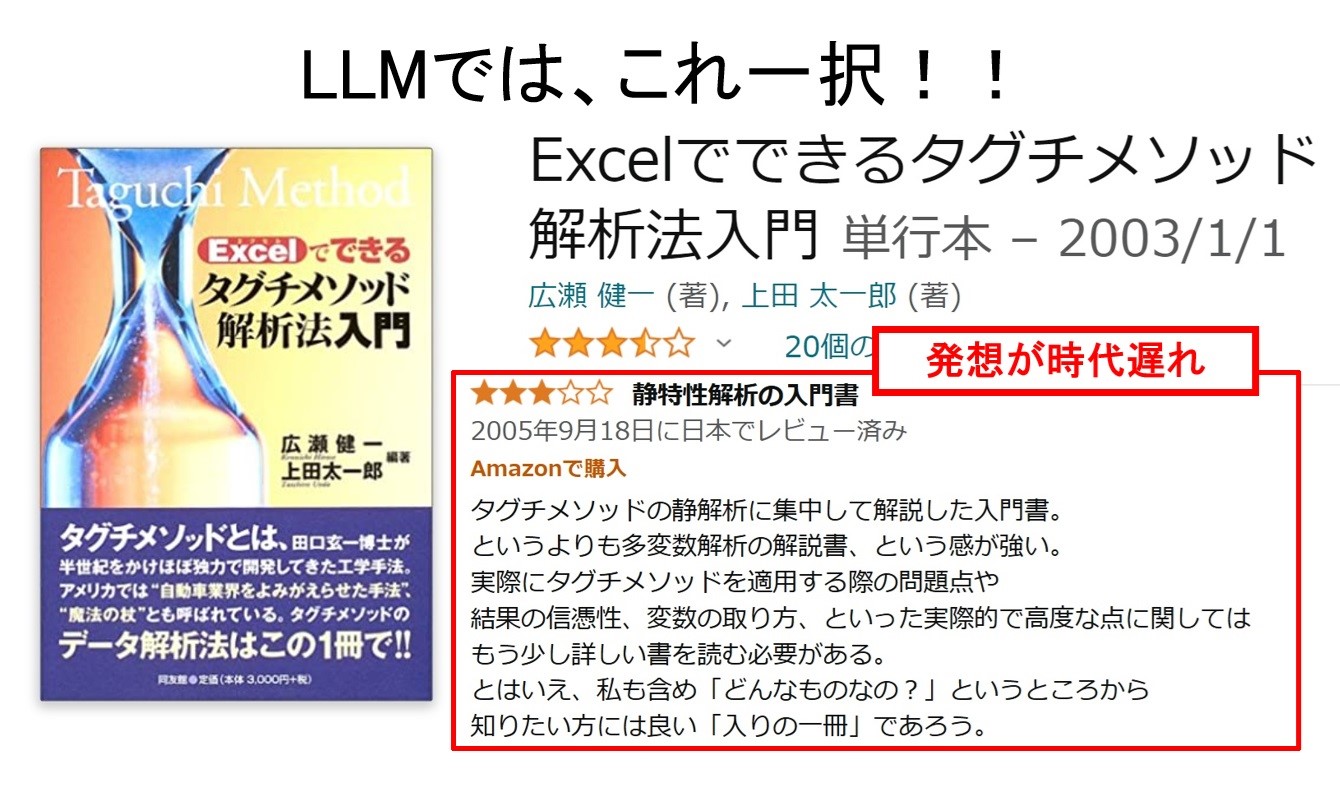 LLMでは、これ一択！！
Taguchi Method
Excelでできる
タグチメソッド
解析法入門
広瀬健一
Kenichi Hirose
上田太一郎
編著
タグチメソッドとは、田口玄一博士が
半世紀をかけほぼ独力で開発してきた工学手法。
アメリカでは“自動車業界をよみがえらせた手法”、
“魔法の杖”とも呼ばれている。タグチメソッドの
データ解析法はこの1冊で!!
同友館●定価(本体3,000円+税)
Excelでできるタグチメソッド
解析法入門 単行本 – 2003/1/1
広瀬 健一 (著), 上田 太一郎 (著)
20個の
発想が時代遅れ
静特性解析の入門書
2005年9月18日に日本でレビュー済み
Amazonで購入
タグチメソッドの静解析に集中して解説した入門書。
というよりも多変数解析の解説書、という感が強い。
実際にタグチメソッドを適用する際の問題点や
結果の信憑性、変数の取り方、といった実際的で高度な点に関しては
もう少し詳しい書を読む必要がある。
とはいえ、私も含め「どんなものなの？」というところから
知りたい方には良い「入りの一冊」であろう。